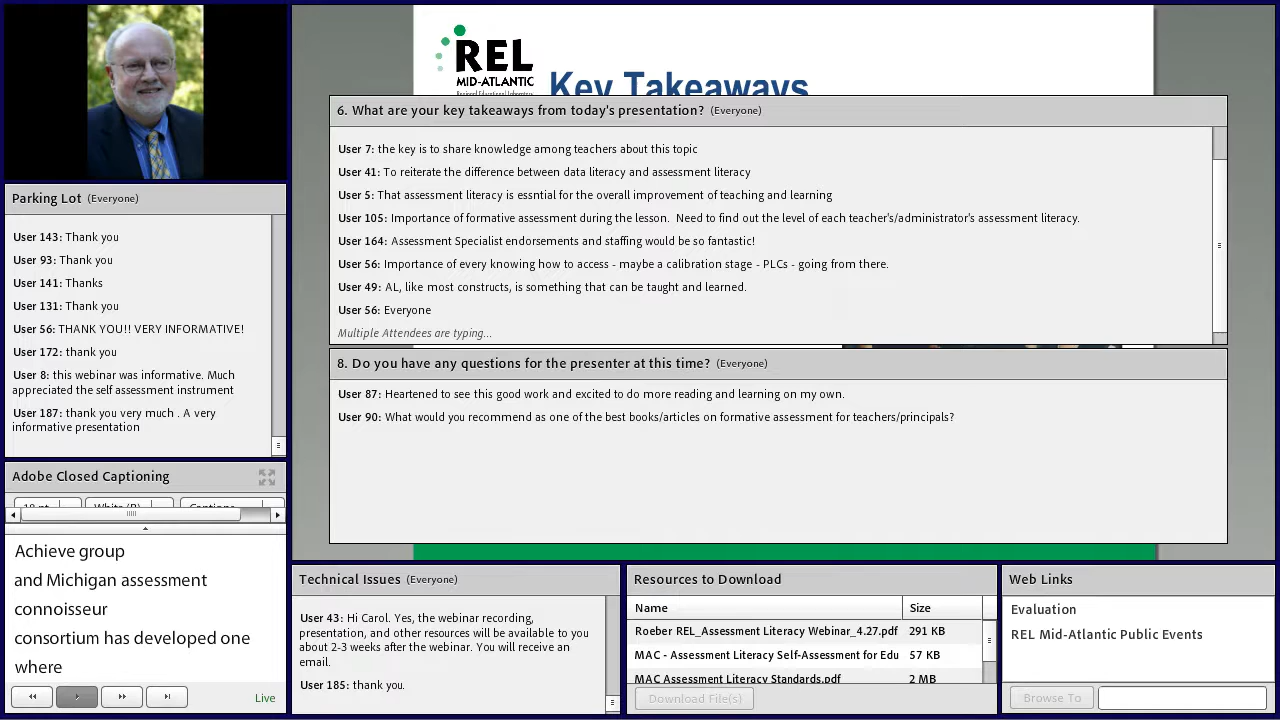 REL
MID-ATLANTIC
Key Takeaways
6. What are your key takeaways from today's presentation? (Everyone)
User 7: the key is to share knowledge among teachers about this topic
User 41: To reiterate the difference between data literacy and assessment literacy
User 5: That assessment literacy is essntial for the overall improvement of teaching and learning
User 105: Importance of formative assessment during the lesson.  Need to find out the level of each teacher's/administrator's assessment literacy.
User 164: Assessment Specialist endorsements and staffing would be so fantastic!
User 56: Importance of every knowing how to access - maybe a calibration stage - PLCs - going from there.
User 49: AL, like most constructs, is something that can be taught and learned.
User 56: Everyone
Multiple Attendees are typing...
8. Do you have any questions for the presenter at this time? (Everyone)
User 87: Heartened to see this good work and excited to do more reading and learning on my own.
User 90: What would you recommend as one of the best books/articles on formative assessment for teachers/principals?
Parking Lot (Everyone)
User 143: Thank you
User 93: Thank you
User 141: Thanks
User 131: Thank you
User 56: THANK YOU!! VERY INFORMATIVE!
User 172: thank you
User 8: this webinar was informative. Much
appreciated the self assessment instrument
User 187: thank you very much . A very
informative presentation
Adobe Closed Captioning
Achieve group
and Michigan assessment
connoisseur
consortium has developed one
where
Live
Technical Issues (Everyone)
User 43: Hi Carol. Yes, the webinar recording,
presentation, and other resources will be available to you
about 2-3 weeks after the webinar. You will receive an
email.
User 185: thank you.
Resources to Download
Name Size
Roeber REL_Assessment Literacy Webinar_4.27.pdf 291 KB
MAC - Assessment Literacy Self-Assessment for Edu 57 KB
MAC Assessment Literacy Standards.pdf 2 MB
Download File(s)
Web Links
Evaluation
REL Mid-Atlantic Public Events
Browse To